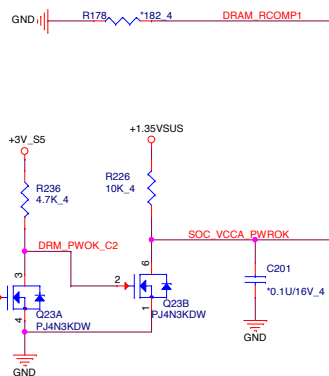 GND
R178
*182_4
DRAM_RCOMP1
+3V_S5
+1.35VSUS
R236
4.7K_4
R226
10K_4
SOC_VCCA_PWROK
DRM_PWOK_C2
6
3
2
C201
*0.1U/16V_4
Q23A
PJ4N3KDW
4
1
Q23B
PJ4N3KDW
GND
GND